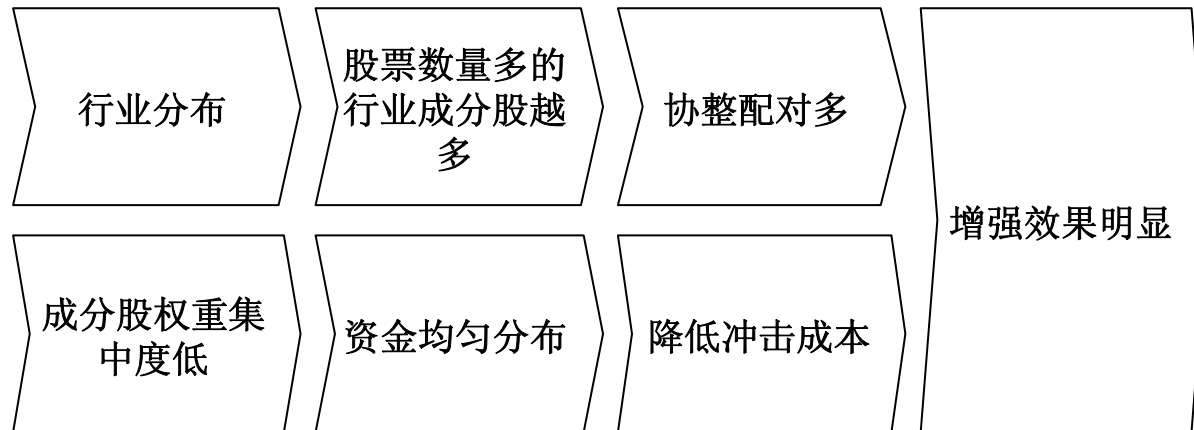 行业分布
股票数量多的
行业成分股越
多
协整配对多
增强效果明显
成分股权重集
中度低
资金均匀分布
降低冲击成本